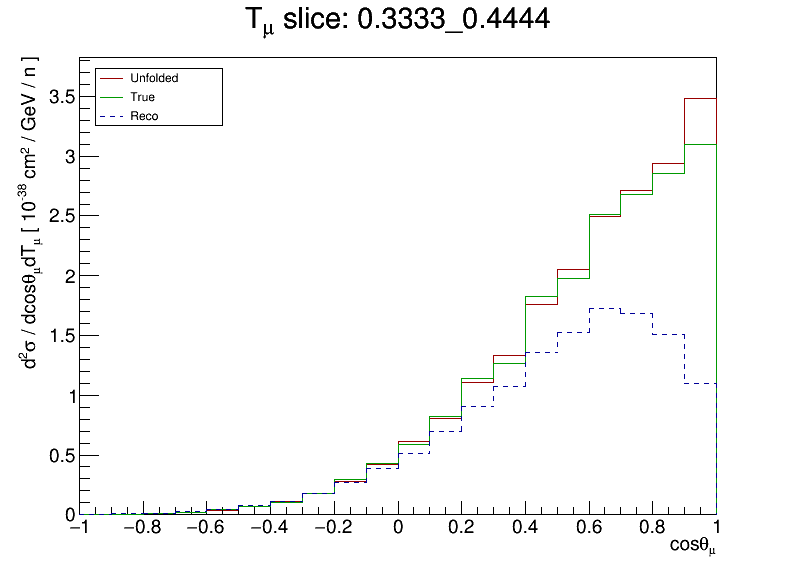 Tμ slice: 0.3333_0.4444
d²σ / dcosθμdTμ [ 10⁻³⁸ cm² / GeV / n ]
Unfolded
True
Reco
3.5
3
2.5
2
1.5
1
0.5
0
−1 −0.8 −0.6 −0.4 −0.2 0 0.2 0.4 0.6 0.8 1
cosθμ